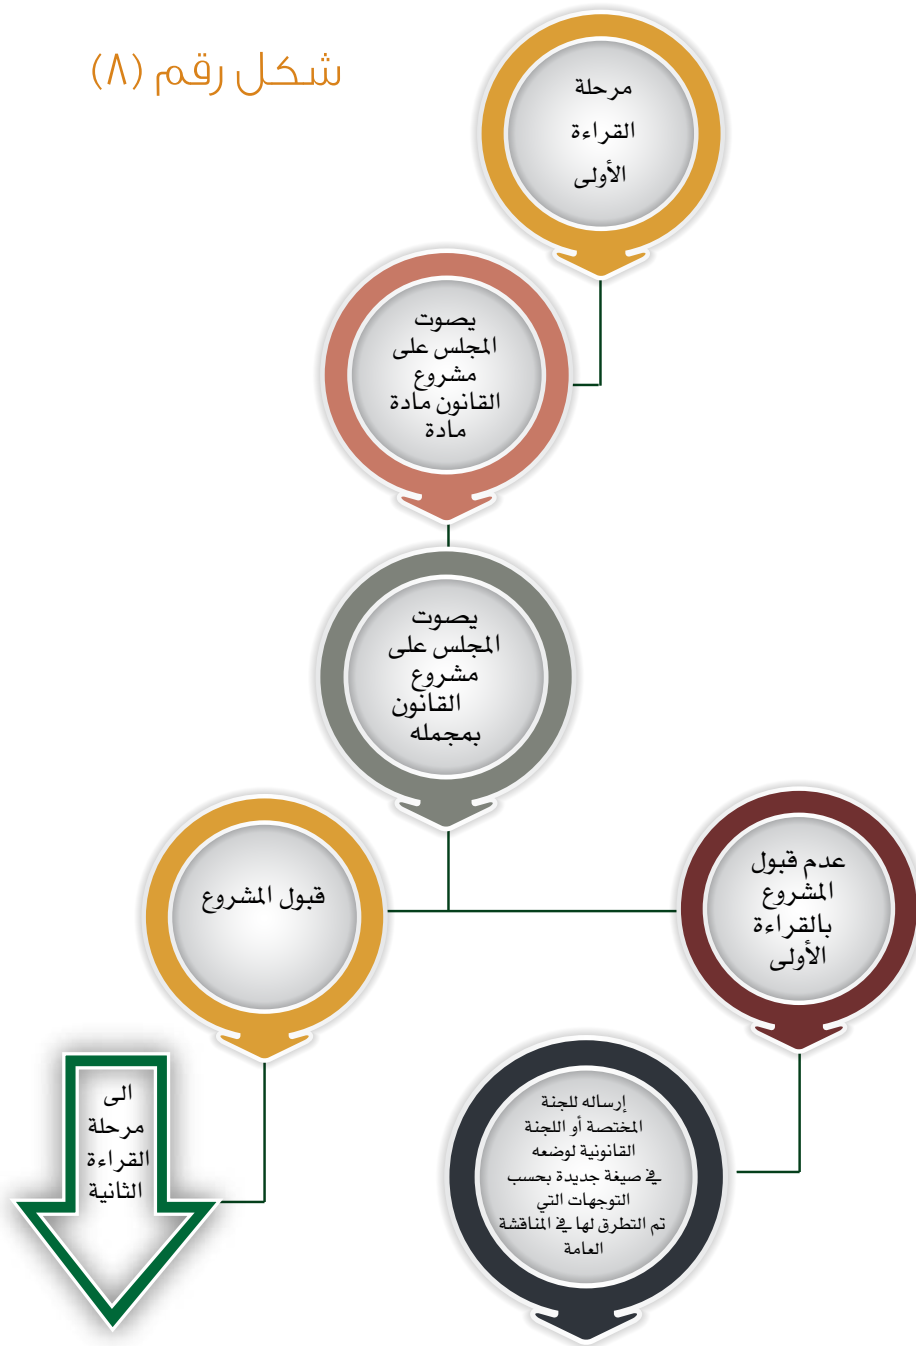 شكل رقم (٨)
مرحلة
القراءة
الأولى
يصوت
المجلس على
مشروع
القانون مادة
مادة
يصوت
المجلس على
مشروع
القانون
بمجمله
عدم قبول
المشروع
بالقراءة
الأولى
قبول المشروع
إرساله للجنة
المختصة أو اللجنة
القانونية لوضعه
في صيغة جديدة بحسب
التوجهات التي
تم التطرق لها في المناقشة
العامة
الى
مرحلة
القراءة
الثانية